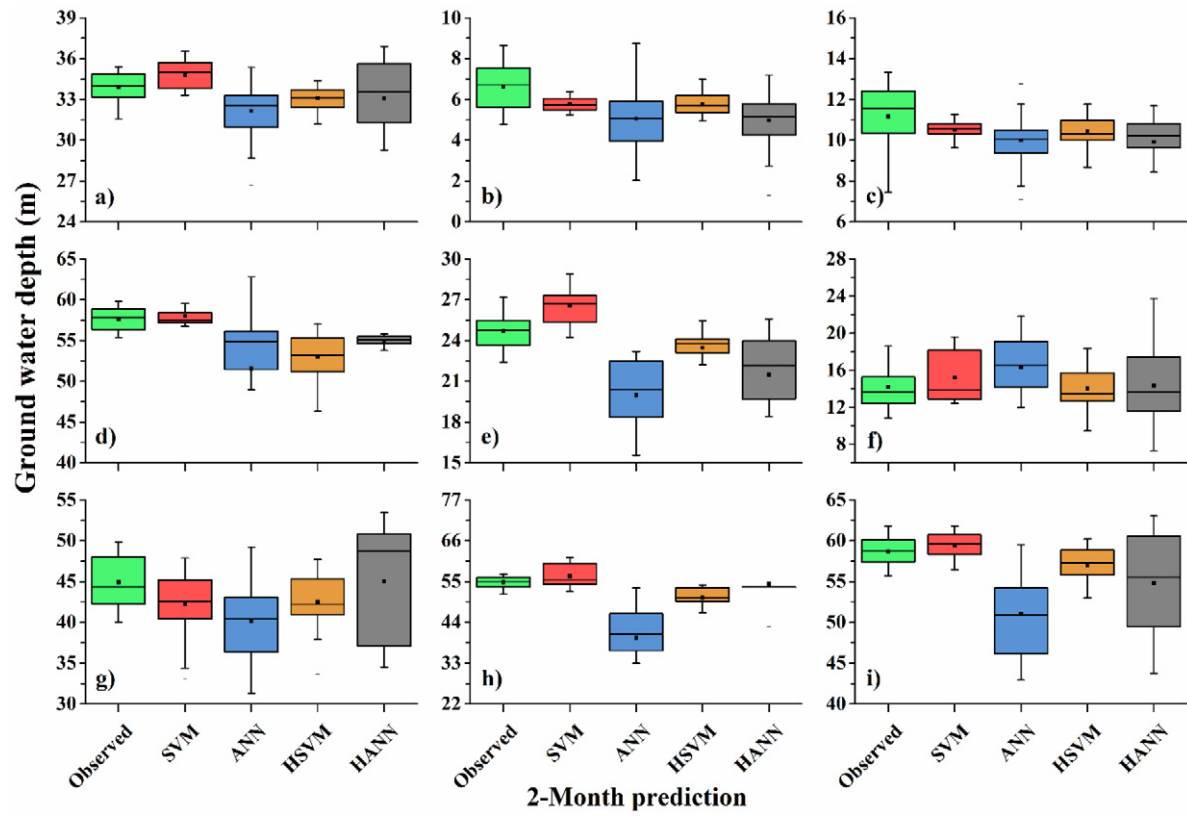 Ground water depth (m)
39
36
33
30
27
24
a)
10
8
6
4
2
0
b)
16
14
12
10
8
6
c)
60
55
50
45
40
d)
30
27
24
21
18
15
e)
28
24
20
16
12
8
f)
55
50
45
40
35
30
g)
77
66
55
44
33
22
h)
65
60
55
50
45
40
i)
Observed
SVM
ANN
HSVM
HANN
Observed
SVM
ANN
HSVM
HANN
Observed
SVM
ANN
HSVM
HANN
2-Month prediction